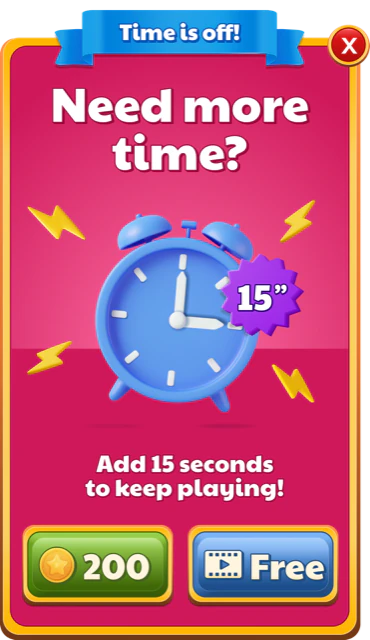 Time is off!
X
Need more
time?
15”
Add 15 seconds
to keep playing!
200
Free